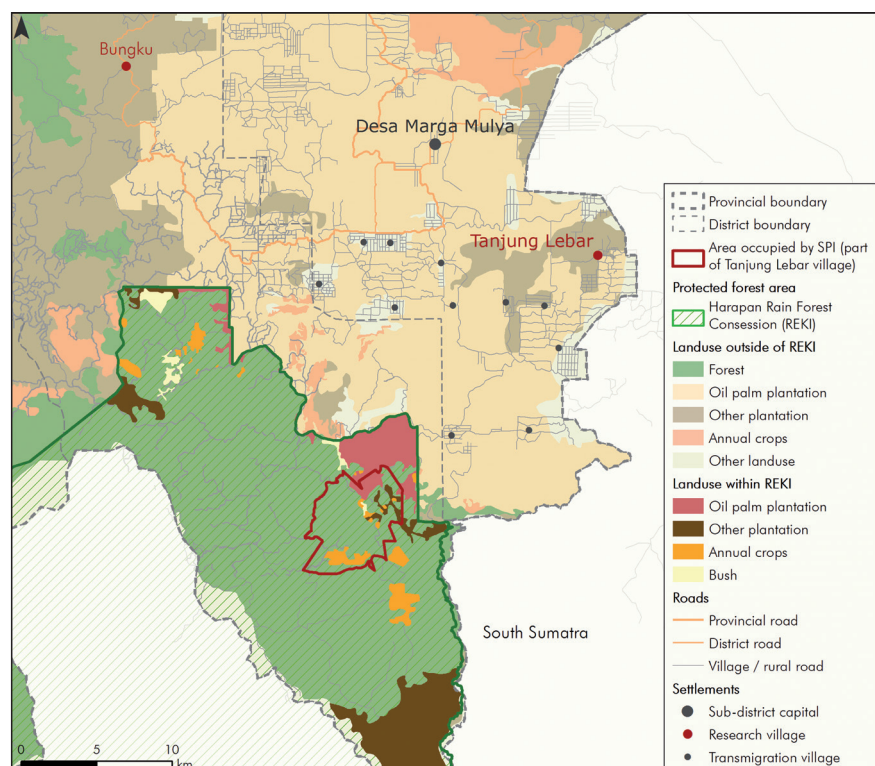 Bungku
Desa Marga Mulya
Tanjung Lebar
South Sumatra
0 5 10
km
Provincial boundary
District boundary
Area occupied by SPI (part
of Tanjung Lebar village)
Protected forest area
Harapan Rain Forest
Consession (REKI)
Landuse outside of REKI
Forest
Oil palm plantation
Other plantation
Annual crops
Other landuse
Landuse within REKI
Oil palm plantation
Other plantation
Annual crops
Bush
Roads
Provincial road
District road
Village / rural road
Settlements
Sub-district capital
Research village
Transmigration village